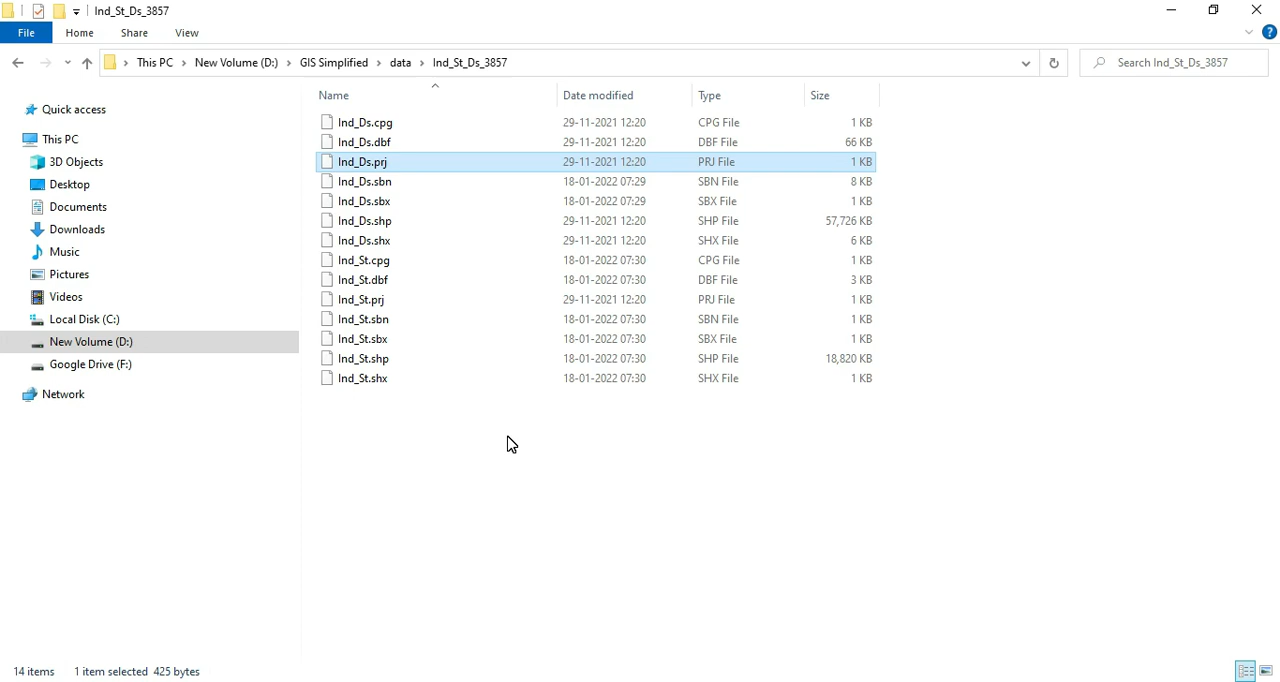 Ind_St_Ds_3857
File Home Share View
This PC › New Volume (D:) › GIS Simplified › data › Ind_St_Ds_3857
Search Ind_St_Ds_3857
Quick access
This PC
3D Objects
Desktop
Documents
Downloads
Music
Pictures
Videos
Local Disk (C:)
New Volume (D:)
Google Drive (F:)
Network
Name Date modified Type Size
Ind_Ds.cpg 29-11-2021 12:20 CPG File 1 KB
Ind_Ds.dbf 29-11-2021 12:20 DBF File 66 KB
Ind_Ds.prj 29-11-2021 12:20 PRJ File 1 KB
Ind_Ds.sbn 18-01-2022 07:29 SBN File 8 KB
Ind_Ds.sbx 18-01-2022 07:29 SBX File 1 KB
Ind_Ds.shp 29-11-2021 12:20 SHP File 57,726 KB
Ind_Ds.shx 29-11-2021 12:20 SHX File 6 KB
Ind_St.cpg 18-01-2022 07:30 CPG File 1 KB
Ind_St.dbf 18-01-2022 07:30 DBF File 3 KB
Ind_St.prj 29-11-2021 12:20 PRJ File 1 KB
Ind_St.sbn 18-01-2022 07:30 SBN File 1 KB
Ind_St.sbx 18-01-2022 07:30 SBX File 1 KB
Ind_St.shp 18-01-2022 07:30 SHP File 18,820 KB
Ind_St.shx 18-01-2022 07:30 SHX File 1 KB
14 items 1 item selected 425 bytes